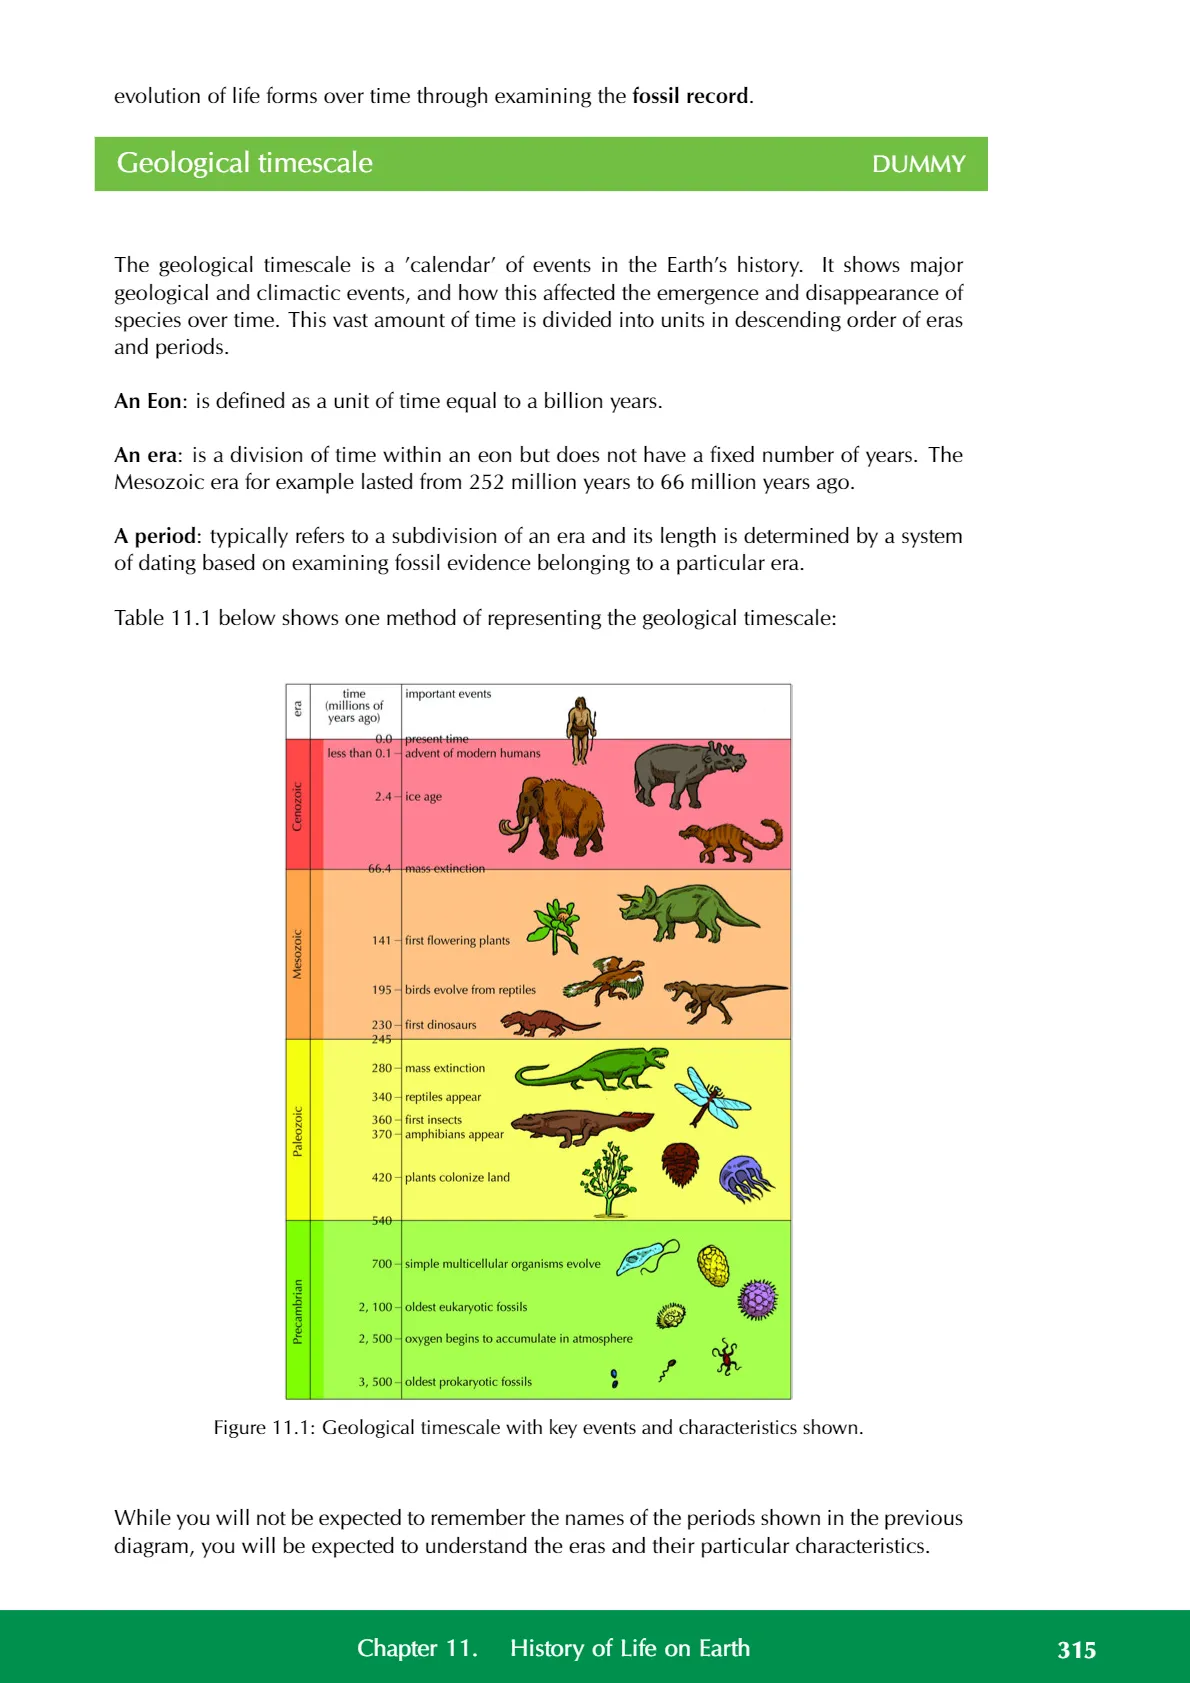 evolution of life forms over time through examining the fossil record.
Geological timescale DUMMY
The geological timescale is a ’calendar’ of events in the Earth’s history. It shows major
geological and climactic events, and how this affected the emergence and disappearance of
species over time. This vast amount of time is divided into units in descending order of eras
and periods.
An Eon: is defined as a unit of time equal to a billion years.
An era: is a division of time within an eon but does not have a fixed number of years. The
Mesozoic era for example lasted from 252 million years to 66 million years ago.
A period: typically refers to a subdivision of an era and its length is determined by a system
of dating based on examining fossil evidence belonging to a particular era.
Table 11.1 below shows one method of representing the geological timescale:
era
time
(millions of
years ago)
important events
0.0 present time
less than 0.1 advent of modern humans
Cenozoic
2.4 ice age
66.4 mass extinction
Mesozoic
141 first flowering plants
195 birds evolve from reptiles
230 first dinosaurs
245
Paleozoic
280 mass extinction
340 reptiles appear
360 first insects
370 amphibians appear
420 plants colonize land
540
Precambrian
700 simple multicellular organisms evolve
2, 100 oldest eukaryotic fossils
2, 500 oxygen begins to accumulate in atmosphere
3, 500 oldest prokaryotic fossils
Figure 11.1: Geological timescale with key events and characteristics shown.
While you will not be expected to remember the names of the periods shown in the previous
diagram, you will be expected to understand the eras and their particular characteristics.
Chapter 11. History of Life on Earth 315